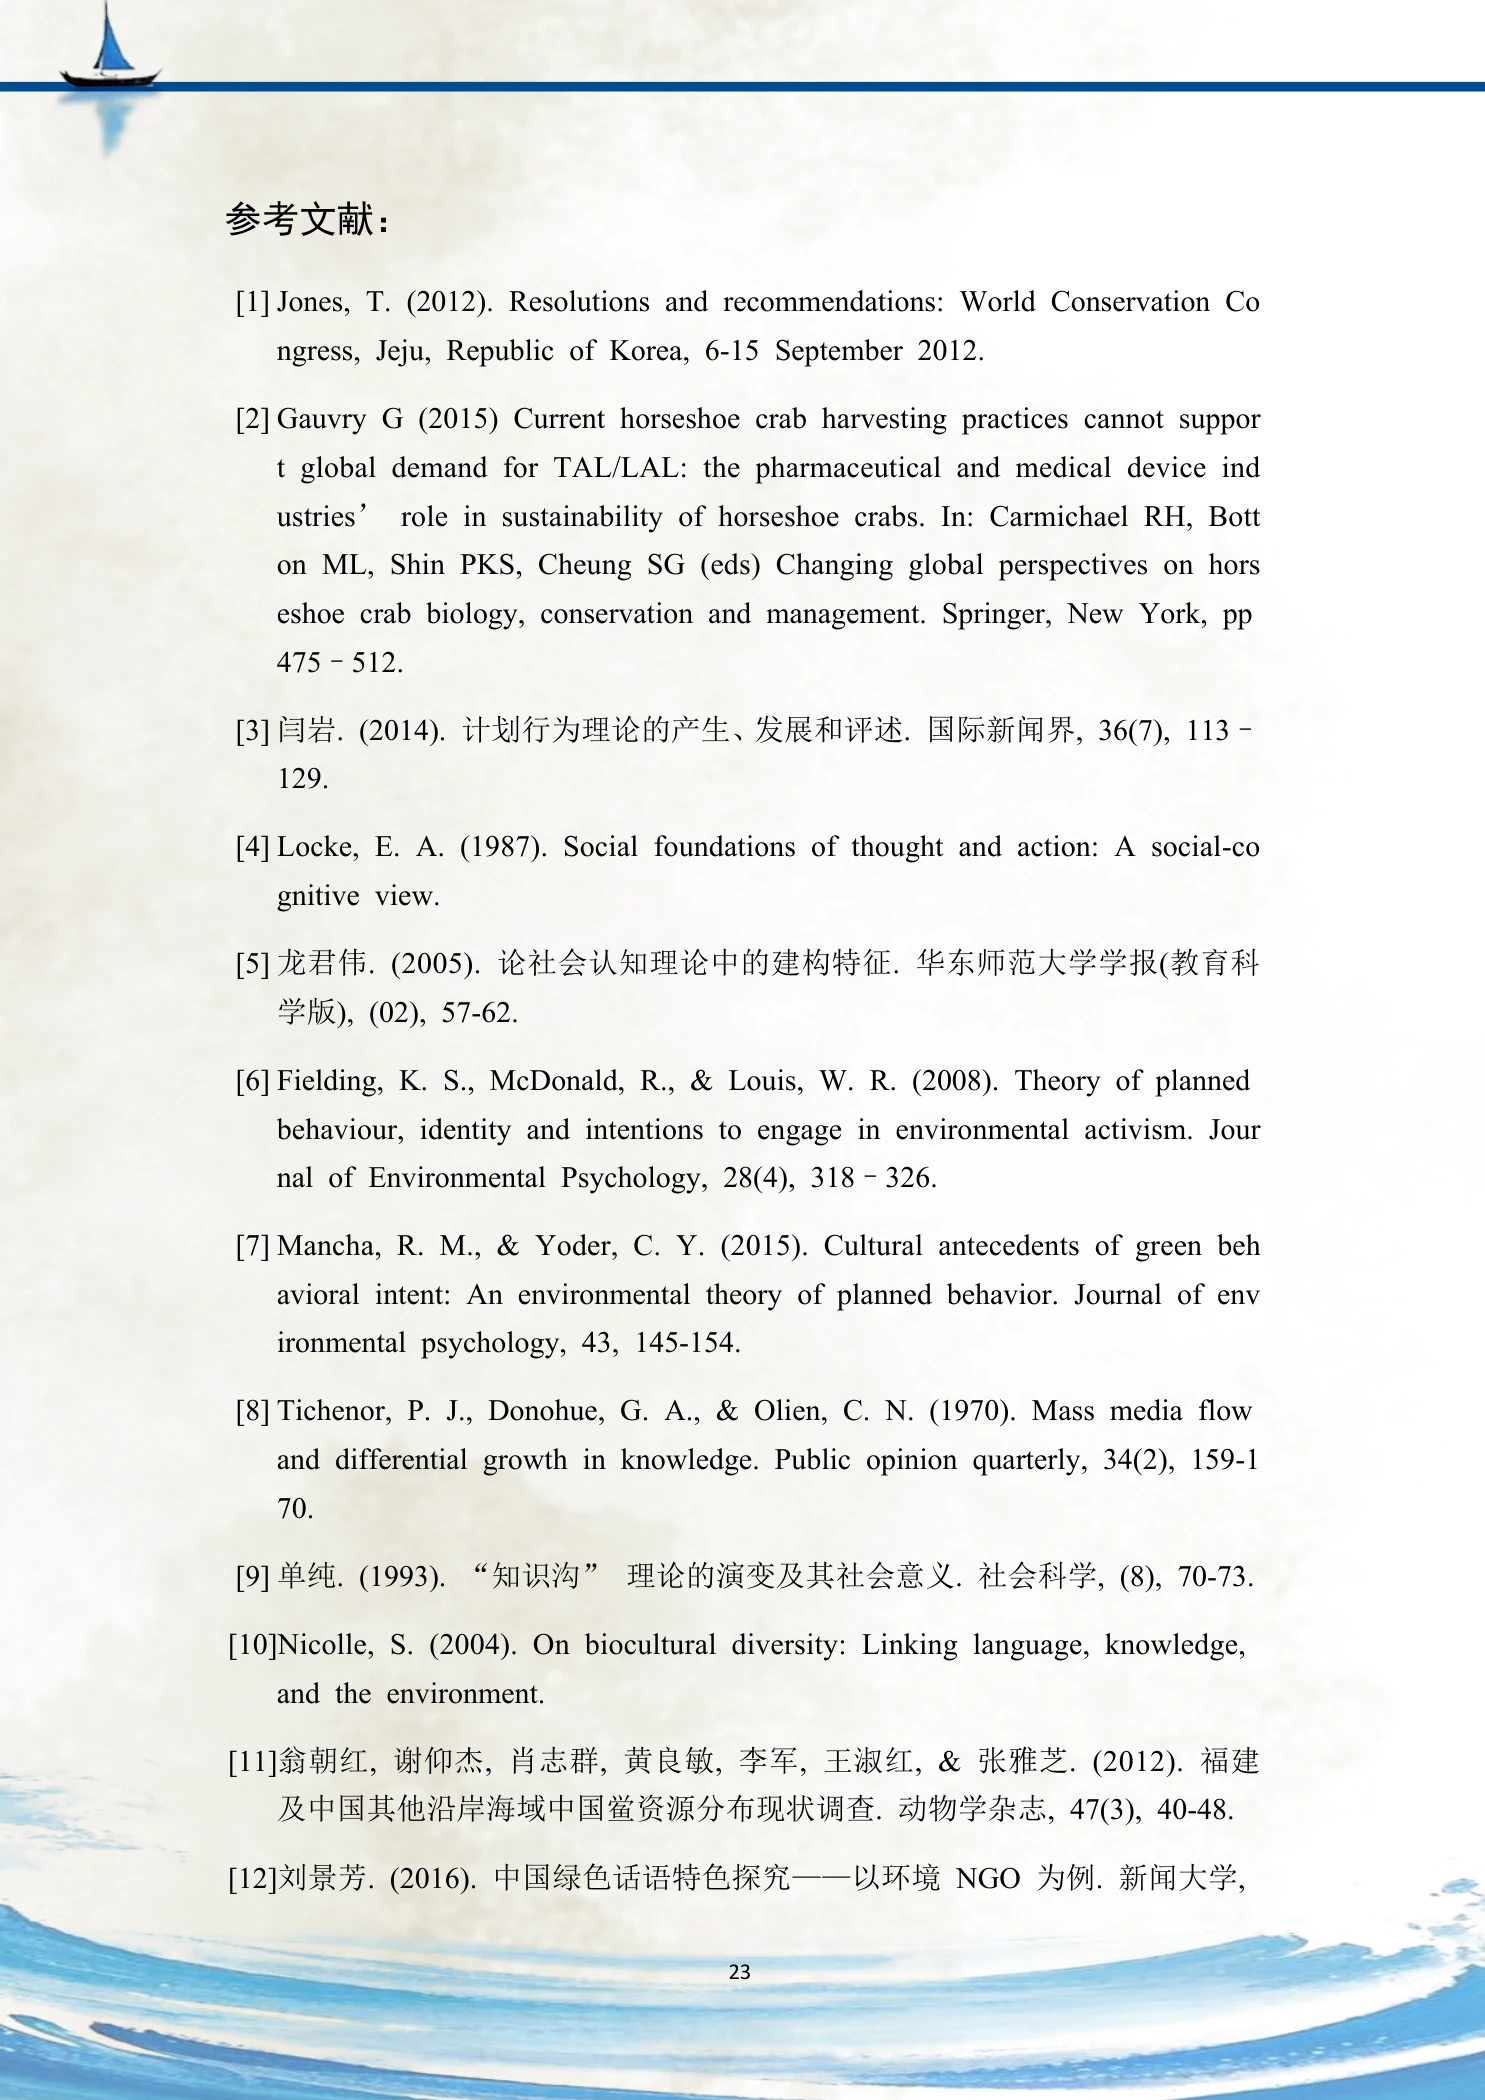 参考文献：
[1] Jones, T. (2012). Resolutions and recommendations: World Conservation Co
ngress, Jeju, Republic of Korea, 6-15 September 2012.
[2] Gauvry G (2015) Current horseshoe crab harvesting practices cannot suppor
t global demand for TAL/LAL: the pharmaceutical and medical device ind
ustries’ role in sustainability of horseshoe crabs. In: Carmichael RH, Bott
on ML, Shin PKS, Cheung SG (eds) Changing global perspectives on hors
eshoe crab biology, conservation and management. Springer, New York, pp
475–512.
[3] 闫岩. (2014). 计划行为理论的产生、发展和评述. 国际新闻界, 36(7), 113–
129.
[4] Locke, E. A. (1987). Social foundations of thought and action: A social-co
gnitive view.
[5] 龙君伟. (2005). 论社会认知理论中的建构特征. 华东师范大学学报(教育科
学版), (02), 57-62.
[6] Fielding, K. S., McDonald, R., & Louis, W. R. (2008). Theory of planned
behaviour, identity and intentions to engage in environmental activism. Jour
nal of Environmental Psychology, 28(4), 318–326.
[7] Mancha, R. M., & Yoder, C. Y. (2015). Cultural antecedents of green beh
avioral intent: An environmental theory of planned behavior. Journal of env
ironmental psychology, 43, 145-154.
[8] Tichenor, P. J., Donohue, G. A., & Olien, C. N. (1970). Mass media flow
and differential growth in knowledge. Public opinion quarterly, 34(2), 159-1
70.
[9] 单纯. (1993). “知识沟” 理论的演变及其社会意义. 社会科学, (8), 70-73.
[10]Nicolle, S. (2004). On biocultural diversity: Linking language, knowledge,
and the environment.
[11]翁朝红, 谢仰杰, 肖志群, 黄良敏, 李军, 王淑红, & 张雅芝. (2012). 福建
及中国其他沿岸海域中国鲎资源分布现状调查. 动物学杂志, 47(3), 40-48.
[12]刘景芳. (2016). 中国绿色话语特色探究——以环境 NGO 为例. 新闻大学,
23